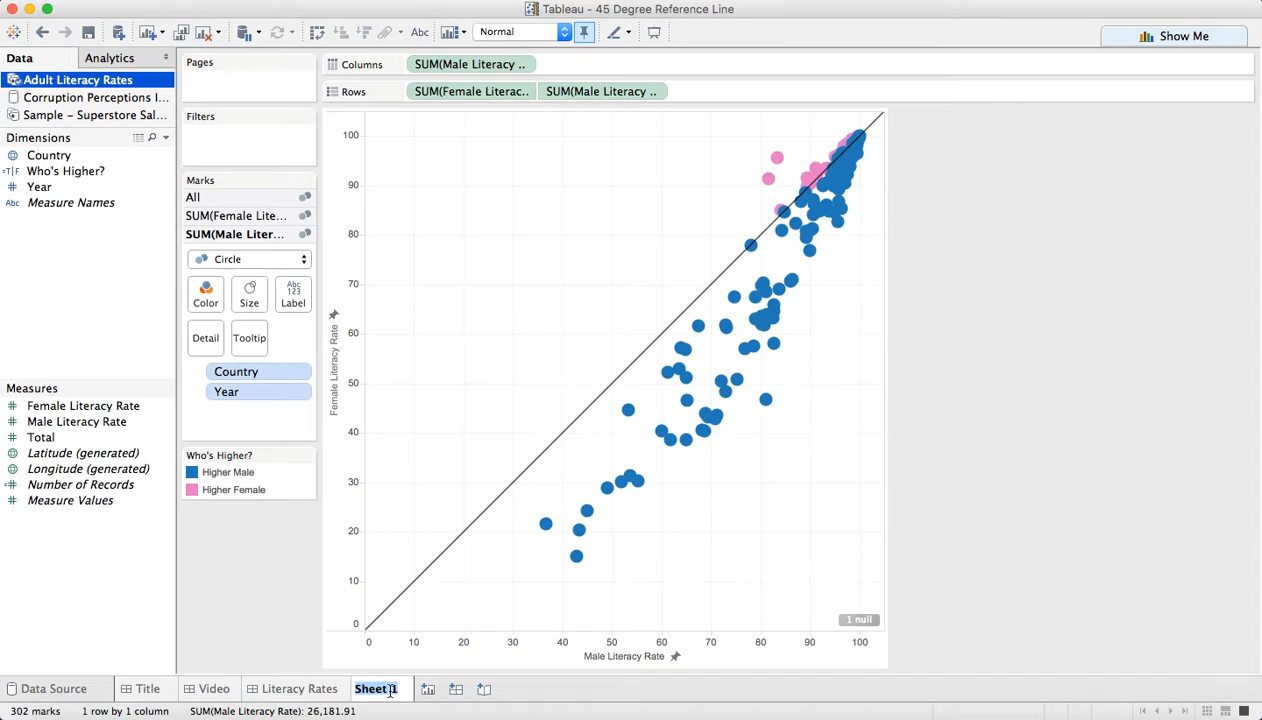 Tableau - 45 Degree Reference Line
Abc
Normal
Show Me
Data
Analytics
Adult Literacy Rates
Corruption Perceptions I...
Sample – Superstore Sal...
Dimensions
Country
=T|F Who's Higher?
# Year
Abc Measure Names
Measures
# Female Literacy Rate
# Male Literacy Rate
# Total
Latitude (generated)
Longitude (generated)
=# Number of Records
# Measure Values
Pages
Filters
Marks
All
SUM(Female Lite...
SUM(Male Liter...
Circle
Color
Size
Abc
123
Label
Detail
Tooltip
Country
Year
Who's Higher?
Higher Male
Higher Female
Columns
SUM(Male Literacy ..
Rows
SUM(Female Literac..
SUM(Male Literacy ..
100
90
80
70
60
50
40
30
20
10
0
Female Literacy Rate
1 null
0 10 20 30 40 50 60 70 80 90 100
Male Literacy Rate
Data Source
Title
Video
Literacy Rates
Sheet 1
302 marks
1 row by 1 column
SUM(Male Literacy Rate): 26,181.91